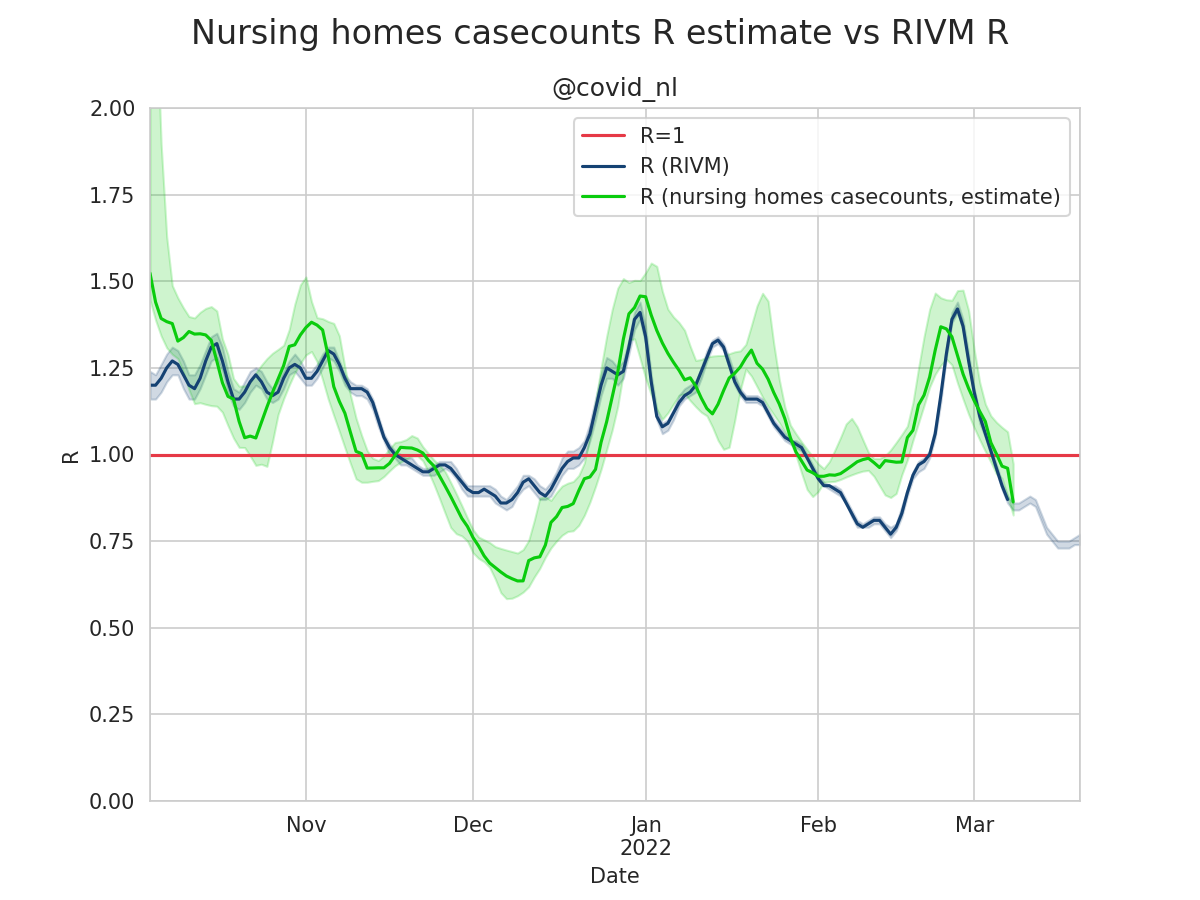 Nursing homes casecounts R estimate vs RIVM R
@covid_nl
R=1
R (RIVM)
R (nursing homes casecounts, estimate)
2.00
1.75
1.50
1.25
1.00
0.75
0.50
0.25
0.00
R
Nov
Dec
Jan
2022
Feb
Mar
Date